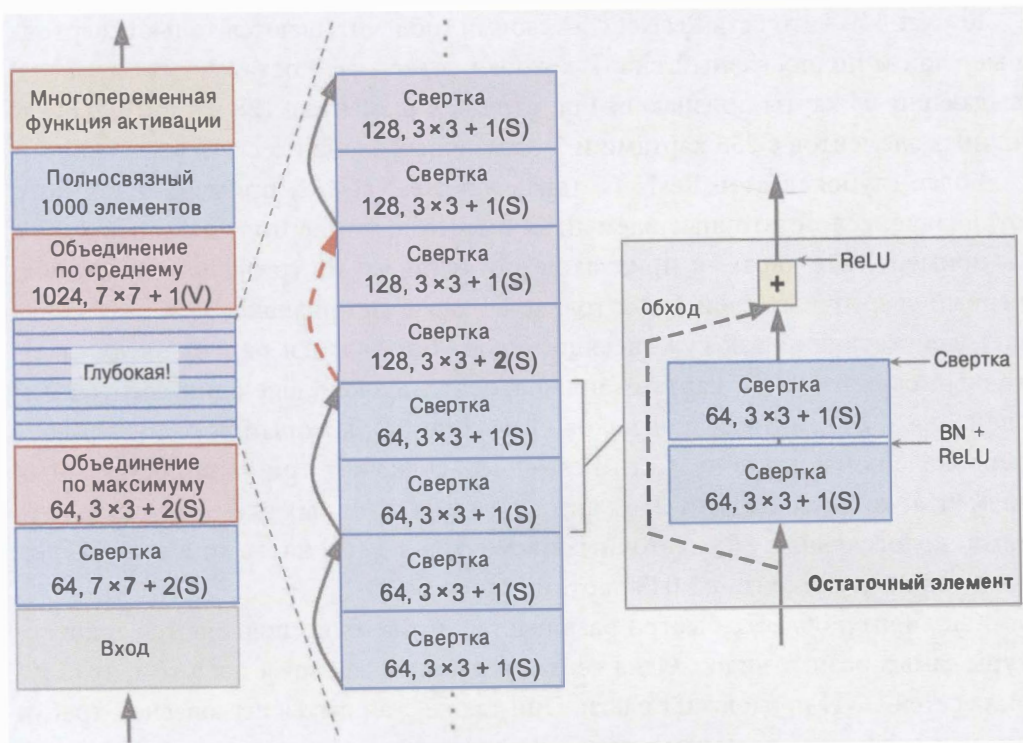 Многопеременная
функция активации
Полносвязный
1000 элементов
Объединение
по среднему
1024, 7×7 + 1(V)
Глубокая!
Объединение
по максимуму
64, 3×3 + 2(S)
Свертка
64, 7×7 + 2(S)
Вход
Свертка
128, 3×3 + 1(S)
Свертка
128, 3×3 + 1(S)
Свертка
128, 3×3 + 1(S)
Свертка
128, 3×3 + 2(S)
Свертка
64, 3×3 + 1(S)
Свертка
64, 3×3 + 1(S)
Свертка
64, 3×3 + 1(S)
Свертка
64, 3×3 + 1(S)
ReLU
+
Обход
Свертка
Свертка
64, 3×3 + 1(S)
BN +
ReLU
Свертка
64, 3×3 + 1(S)
Остаточный элемент